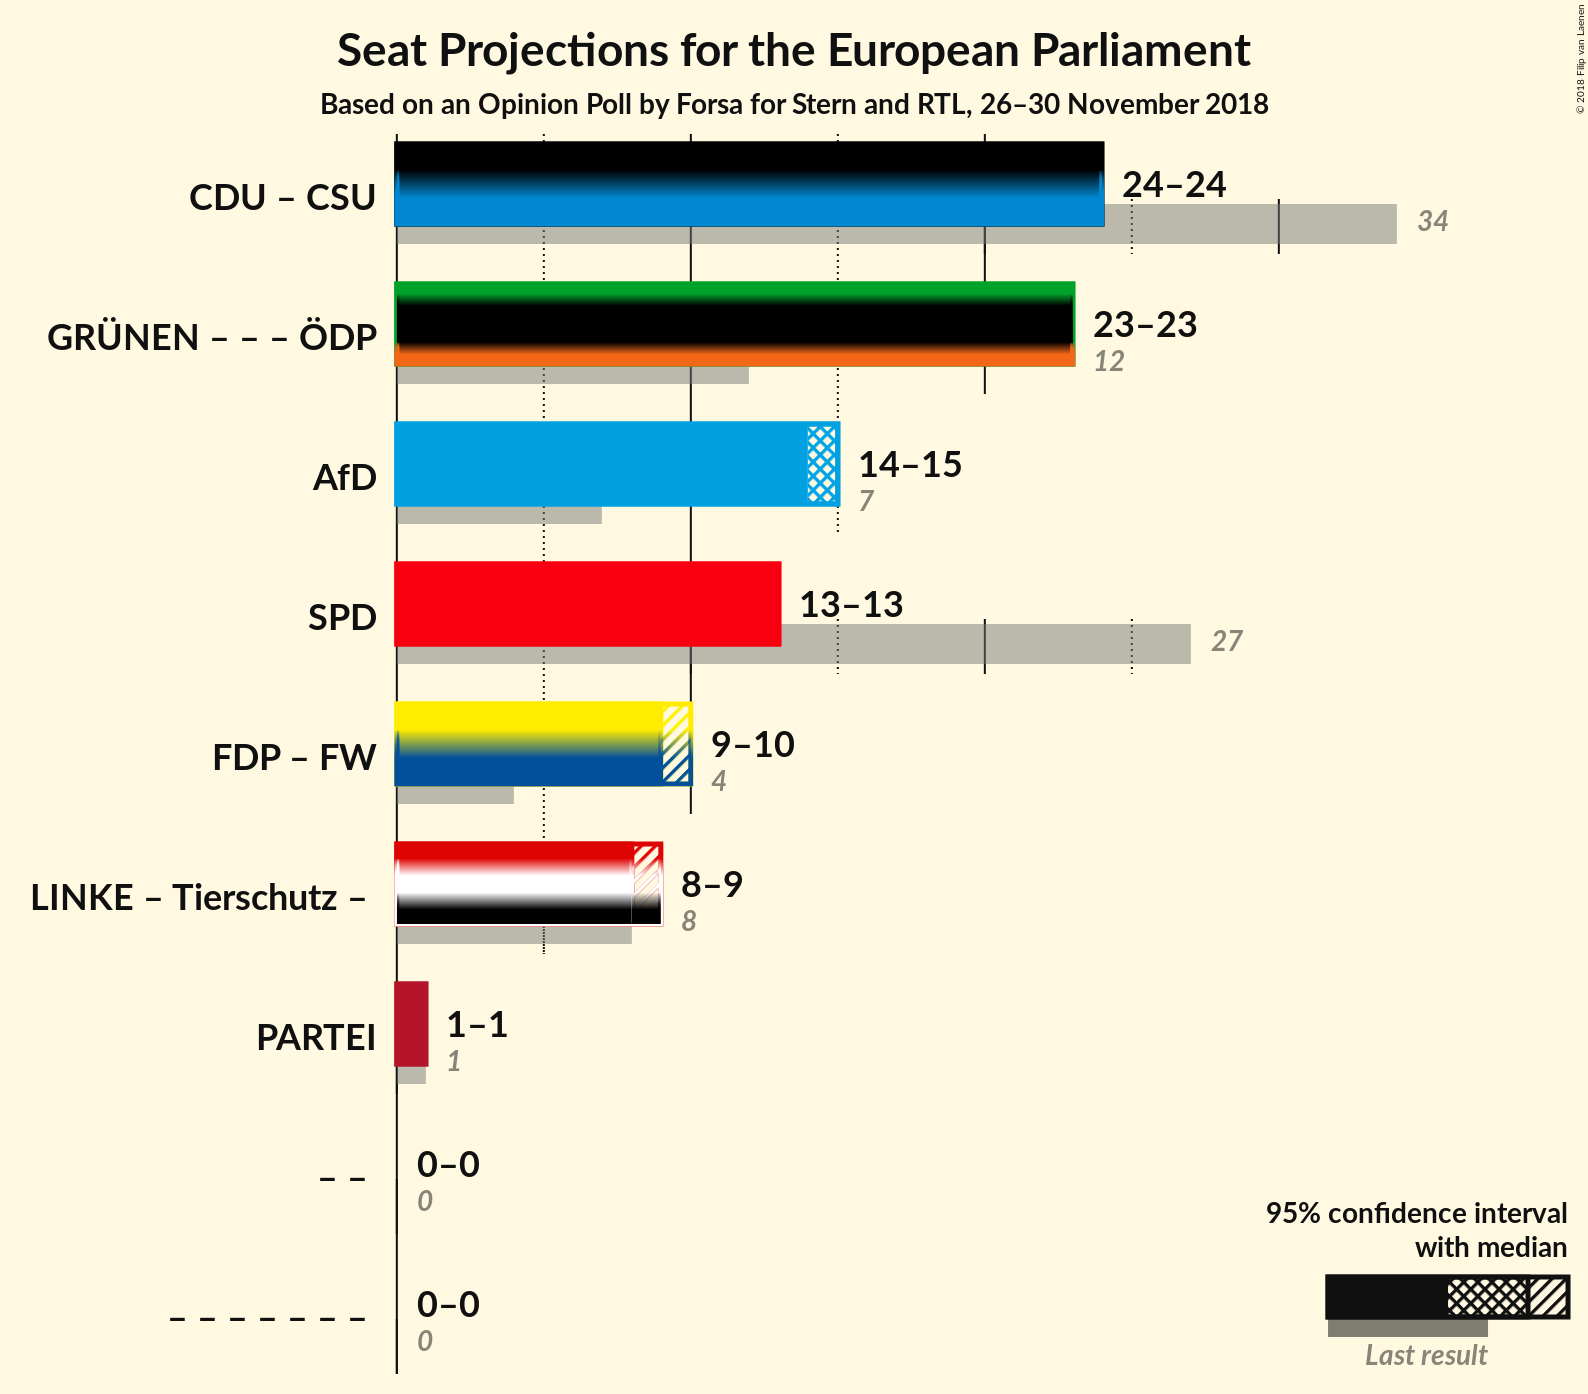 Seat Projections for the European Parliament
Based on an Opinion Poll by Forsa for Stern and RTL, 26–30 November 2018
© 2018 Filip van Laenen
CDU – CSU
24–24
34
GRÜNEN – – – ÖDP
23–23
12
AfD
14–15
7
SPD
13–13
27
FDP – FW
9–10
4
LINKE – Tierschutz –
8–9
8
PARTEI
1–1
1
– –
0–0
0
– – – – – – –
0–0
0
95% confidence interval
with median
Last result